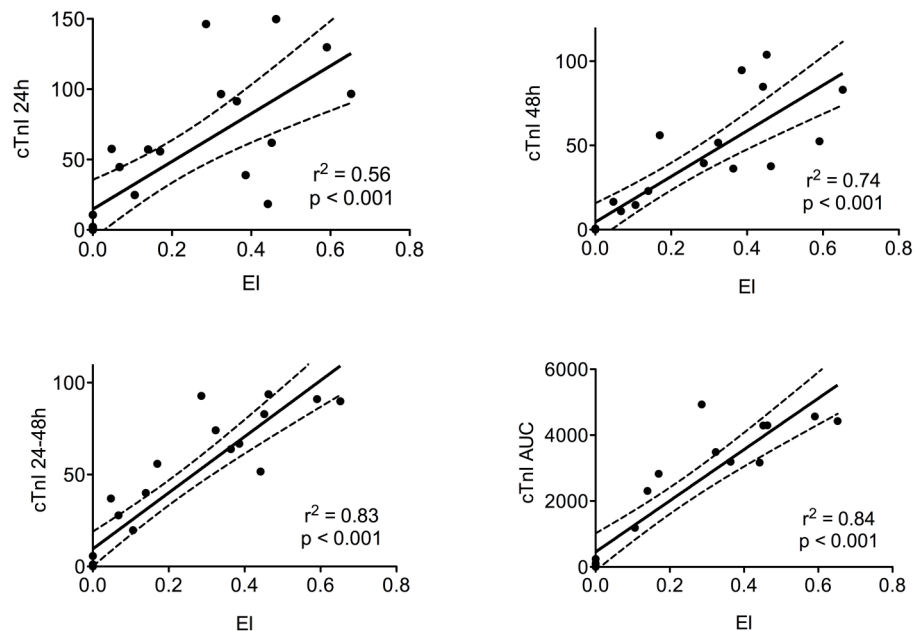 150
100
50
0
cTnI 24h
r² = 0.56
p < 0.001
0.0 0.2 0.4 0.6 0.8
EI
100
50
0
cTnI 48h
r² = 0.74
p < 0.001
0.0 0.2 0.4 0.6 0.8
EI
100
50
0
cTnI 24-48h
r² = 0.83
p < 0.001
0.0 0.2 0.4 0.6 0.8
EI
6000
4000
2000
0
cTnI AUC
r² = 0.84
p < 0.001
0.0 0.2 0.4 0.6 0.8
EI